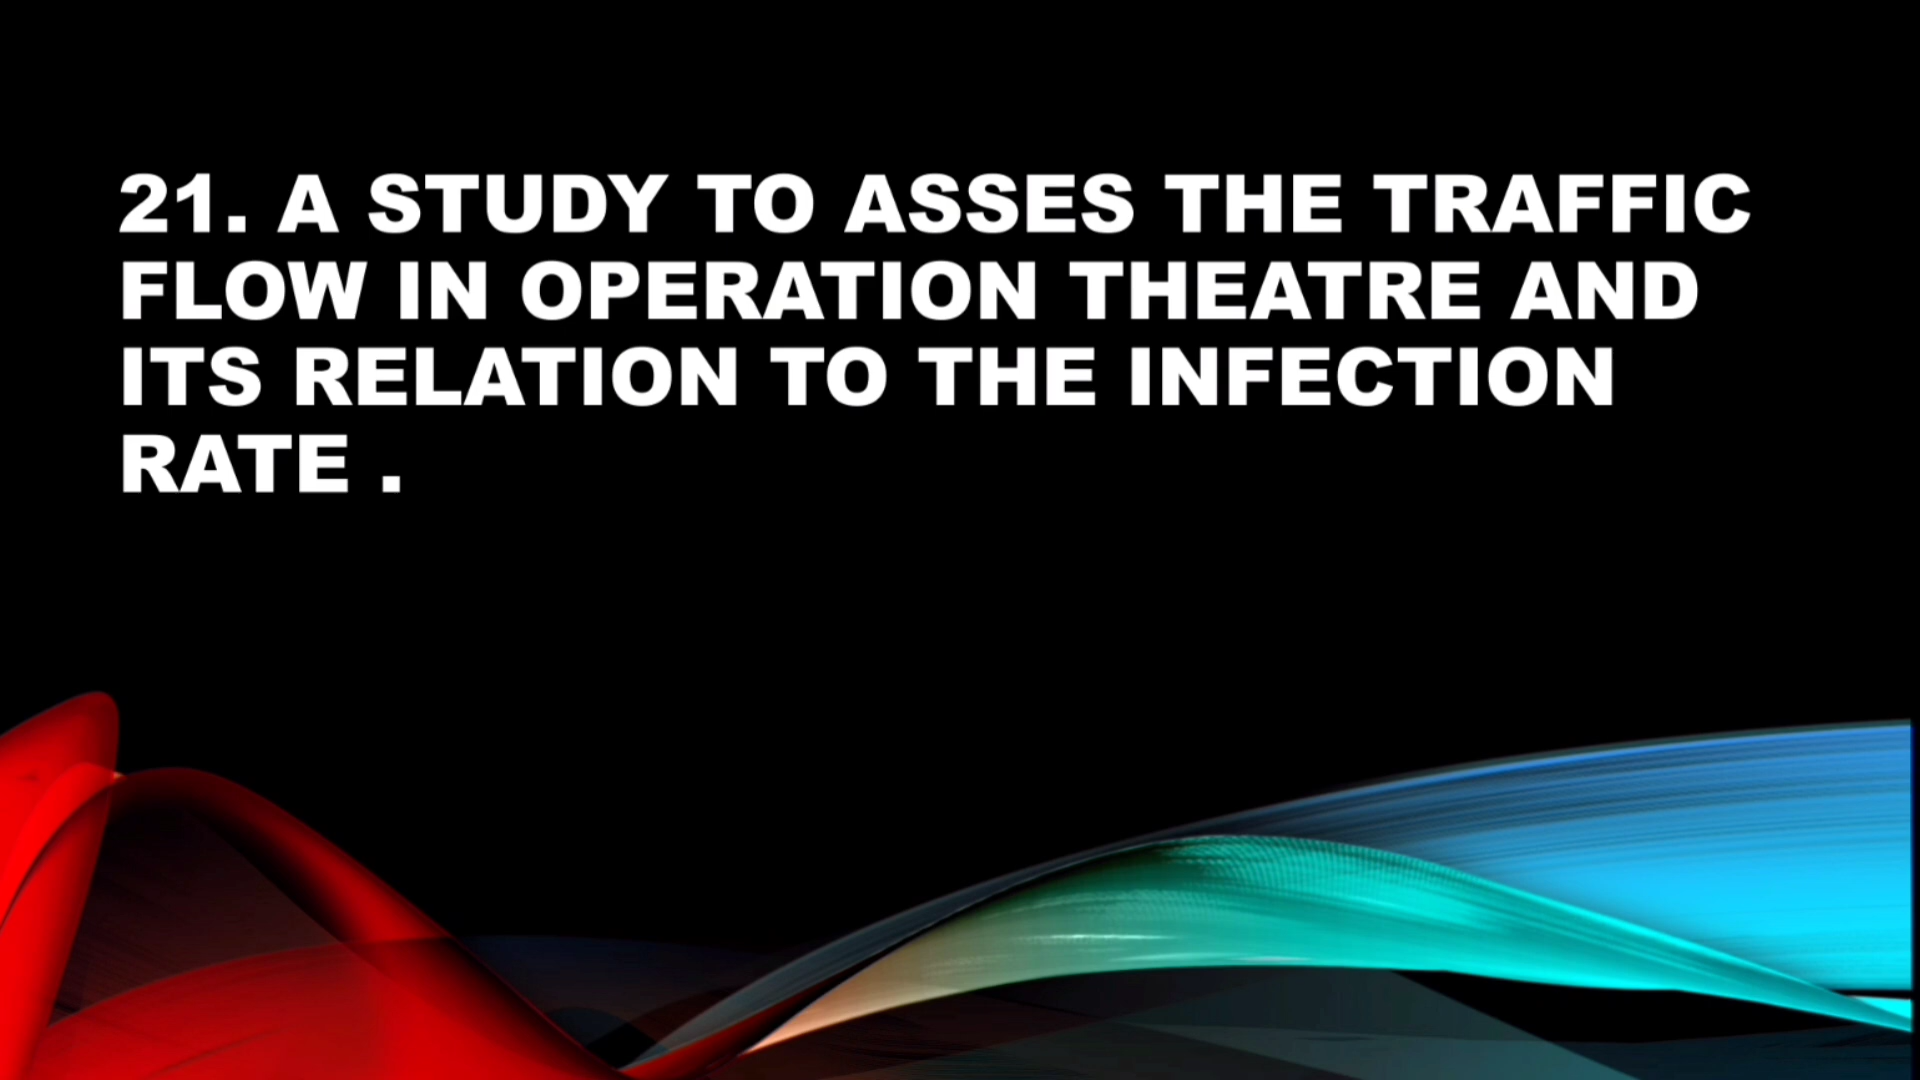 21. A STUDY TO ASSES THE TRAFFIC
FLOW IN OPERATION THEATRE AND
ITS RELATION TO THE INFECTION
RATE .